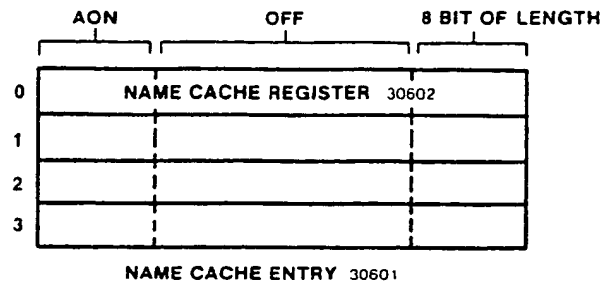 AON OFF 8 BIT OF LENGTH
0 NAME CACHE REGISTER 30602
1
2
3
NAME CACHE ENTRY 30601